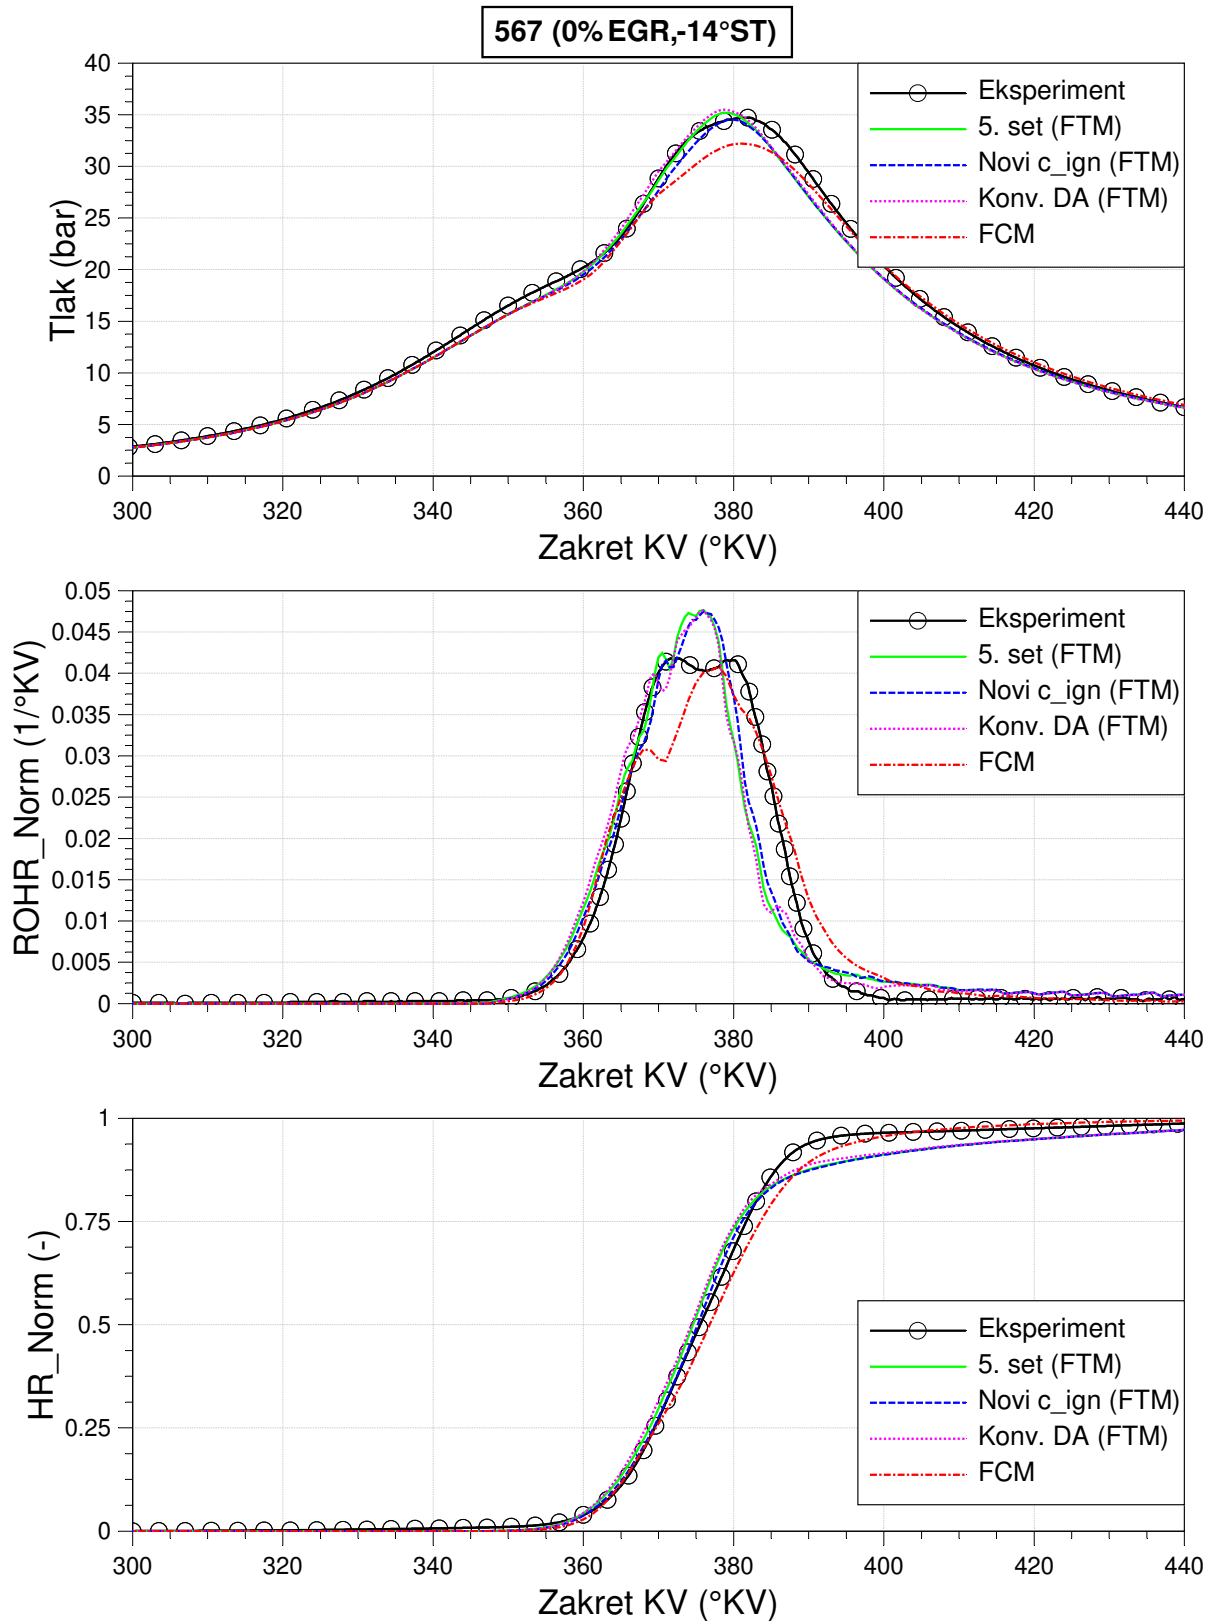 567 (0% EGR,-14°ST)
40
35
30
25
20
15
10
5
0
Tlak (bar)
Eksperiment
5. set (FTM)
Novi c_ign (FTM)
Konv. DA (FTM)
FCM
300 320 340 360 380 400 420 440
Zakret KV (°KV)
0.05
0.045
0.04
0.035
0.03
0.025
0.02
0.015
0.01
0.005
0
ROHR_Norm (1/°KV)
Eksperiment
5. set (FTM)
Novi c_ign (FTM)
Konv. DA (FTM)
FCM
300 320 340 360 380 400 420 440
Zakret KV (°KV)
1
0.75
0.5
0.25
0
HR_Norm (-)
Eksperiment
5. set (FTM)
Novi c_ign (FTM)
Konv. DA (FTM)
FCM
300 320 340 360 380 400 420 440
Zakret KV (°KV)